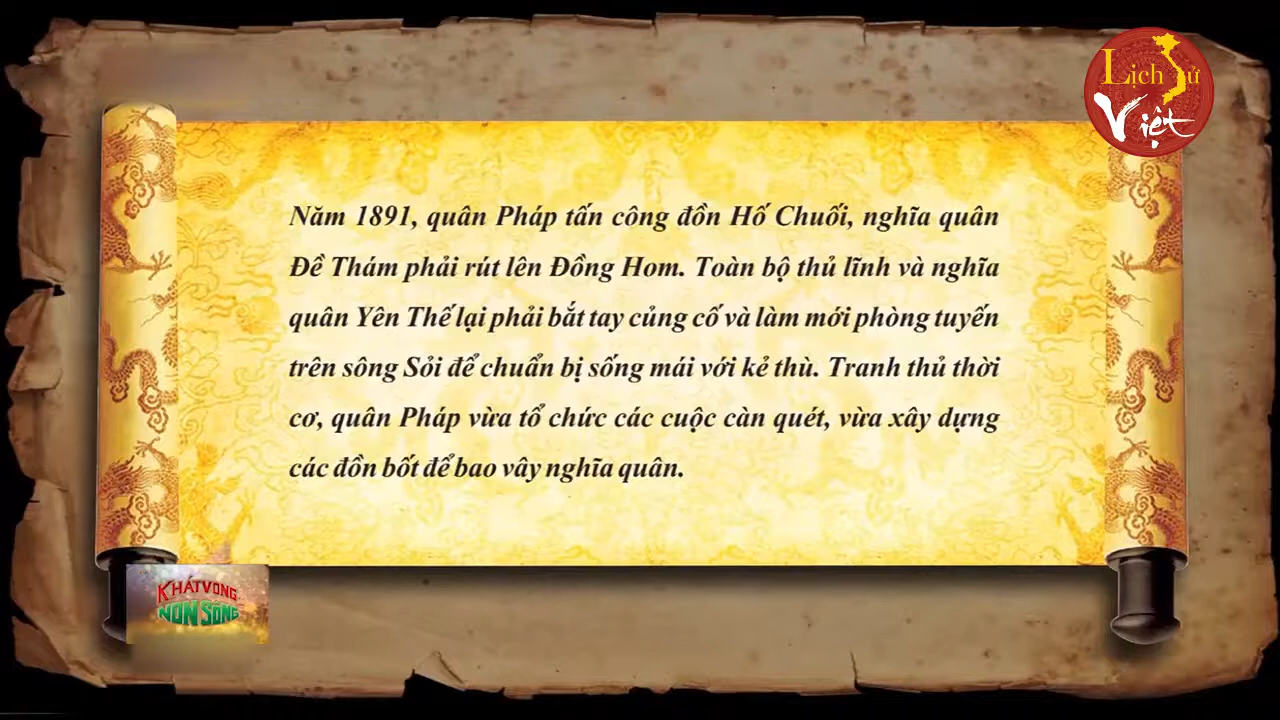 Lịch Sử
Việt
Năm 1891, quân Pháp tấn công đồn Hố Chuối, nghĩa quân
Đề Thám phải rút lên Đồng Hom. Toàn bộ thủ lĩnh và nghĩa
quân Yên Thế lại phải bắt tay củng cố và làm mới phòng tuyến
trên sông Sỏi để chuẩn bị sống mái với kẻ thù. Tranh thủ thời
cơ, quân Pháp vừa tổ chức các cuộc càn quét, vừa xây dựng
các đồn bốt để bao vây nghĩa quân.
KHÁT VỌNG
NON SÔNG